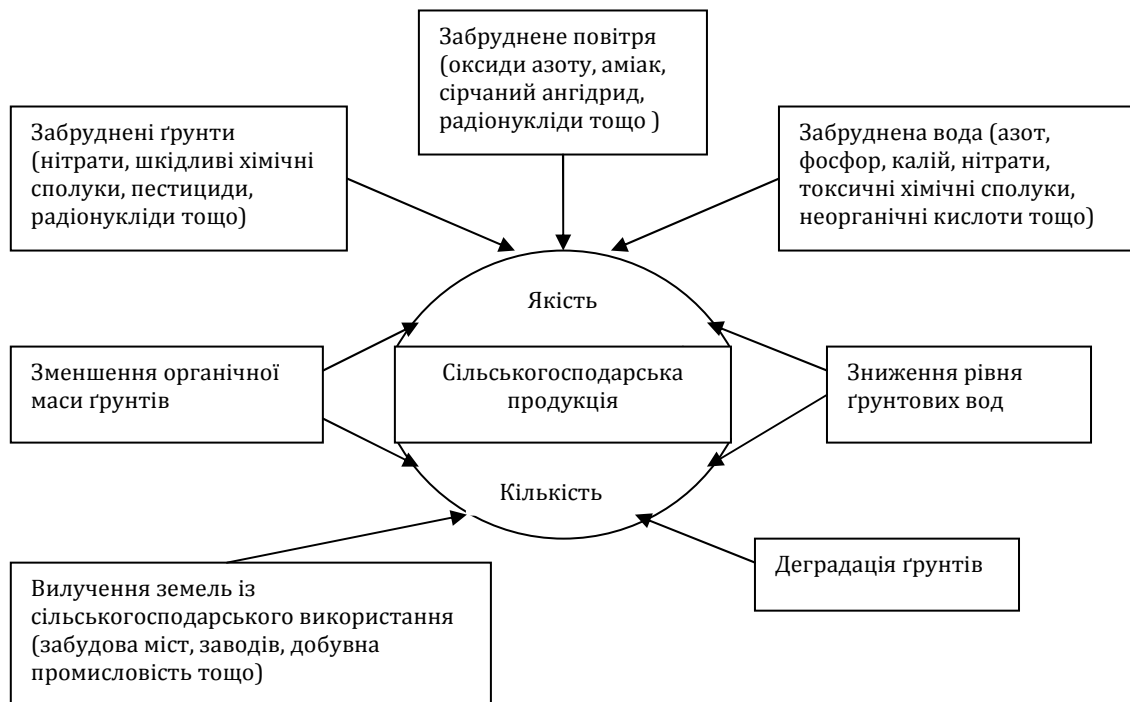 Забруднене повітря
(оксиди азоту, аміак,
сірчаний ангідрид,
радіонукліди тощо )
Забруднені ґрунти
(нітрати, шкідливі хімічні
сполуки, пестициди,
радіонукліди тощо)
Забруднена вода (азот,
фосфор, калій, нітрати,
токсичні хімічні сполуки,
неорганічні кислоти тощо)
Якість
Зменшення органічної
маси ґрунтів
Сільськогосподарська
продукція
Зниження рівня
ґрунтових вод
Кількість
Вилучення земель із
сільськогосподарського використання
(забудова міст, заводів, добувна
промисловість тощо)
Деградація ґрунтів